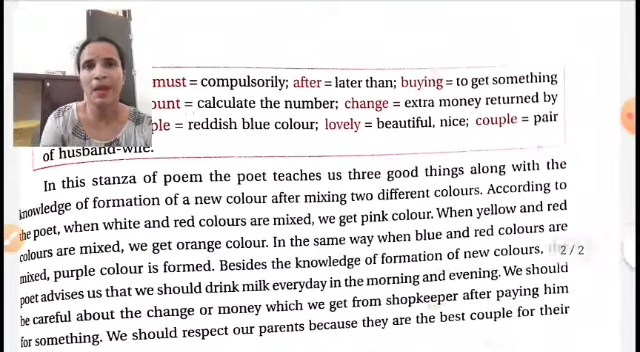 must = compulsorily; after = later than; buying = to get something
ount = calculate the number; change = extra money returned by
ple = reddish blue colour; lovely = beautiful, nice; couple = pair
of husband-wife.
In this stanza of poem the poet teaches us three good things along with the
knowledge of formation of a new colour after mixing two different colours. According to
the poet, when white and red colours are mixed, we get pink colour. When yellow and red
colours are mixed, we get orange colour. In the same way when blue and red colours are
mixed, purple colour is formed. Besides the knowledge of formation of new colours,
2 / 2
poet advises us that we should drink milk everyday in the morning and evening. We should
be careful about the change or money which we get from shopkeeper after paying him
for something. We should respect our parents because they are the best couple for their